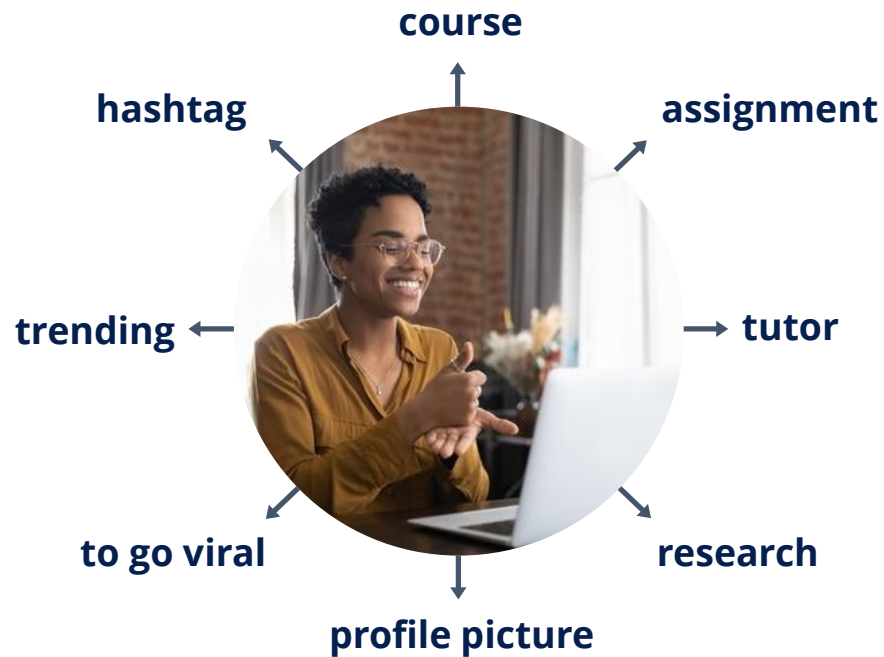 course
hashtag
assignment
trending
tutor
to go viral
research
profile picture